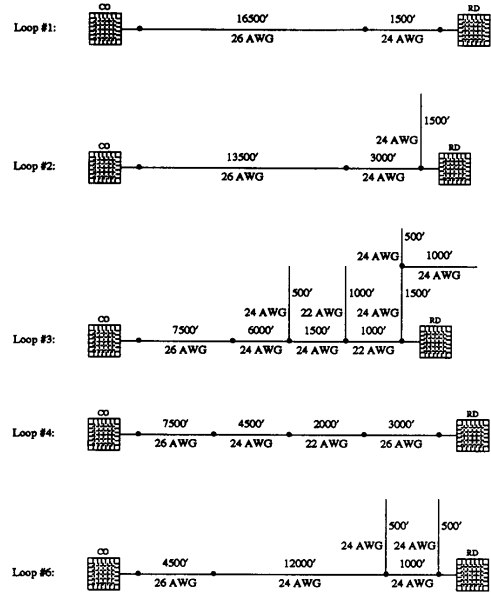 CO RD
Loop #1: 16500' 1500'
26 AWG 24 AWG
1500'
24 AWG
CO RD
Loop #2: 13500' 3000'
26 AWG 24 AWG
500'
24 AWG 1000'
24 AWG
500' 1000' 1500'
24 AWG 22 AWG 24 AWG
CO RD
Loop #3: 7500' 6000' 1500' 1000'
26 AWG 24 AWG 24 AWG 22 AWG
CO RD
Loop #4: 7500' 4500' 2000' 3000'
26 AWG 24 AWG 22 AWG 26 AWG
500' 500'
24 AWG 24 AWG
CO RD
Loop #6: 4500' 12000' 1000'
26 AWG 24 AWG 24 AWG